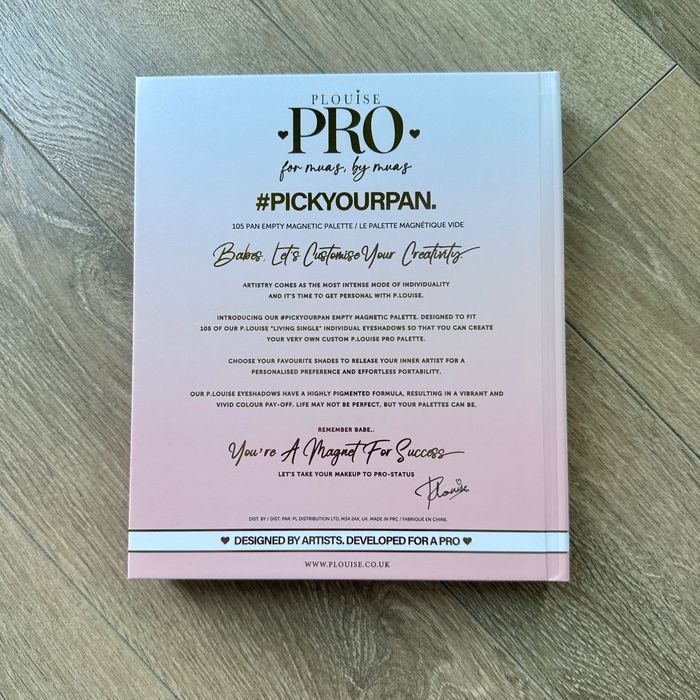 PLOUISE
PRO
for muas, by muas
#PICKYOURPAN.
105 PAN EMPTY MAGNETIC PALETTE / LE PALETTE MAGNÉTIQUE VIDE
Babes, Let's Customise Your Creativity
ARTISTRY COMES AS THE MOST INTENSE MODE OF INDIVIDUALITY
AND IT'S TIME TO GET PERSONAL WITH P.LOUISE.
INTRODUCING OUR #PICKYOURPAN EMPTY MAGNETIC PALETTE. DESIGNED TO FIT
105 OF OUR P.LOUISE "LIVING SINGLE" INDIVIDUAL EYESHADOWS SO THAT YOU CAN CREATE
YOUR VERY OWN CUSTOM P.LOUISE PRO PALETTE.
CHOOSE YOUR FAVOURITE SHADES TO RELEASE YOUR INNER ARTIST FOR A
PERSONALISED PREFERENCE AND EFFORTLESS PORTABILITY.
OUR P.LOUISE EYESHADOWS HAVE A HIGHLY PIGMENTED FORMULA, RESULTING IN A VIBRANT AND
VIVID COLOUR PAY-OFF. LIFE MAY NOT BE PERFECT, BUT YOUR PALETTES CAN BE.
REMEMBER BABE..
You're A Magnet For Success
LET'S TAKE YOUR MAKEUP TO PRO-STATUS
PLouise
DIST. BY / DIST. PAR: PL DISTRIBUTION LTD, M34 2AX, UK. MADE IN PRC / FABRIQUÉ EN CHINE.
DESIGNED BY ARTISTS. DEVELOPED FOR A PRO
WWW.PLOUISE.CO.UK